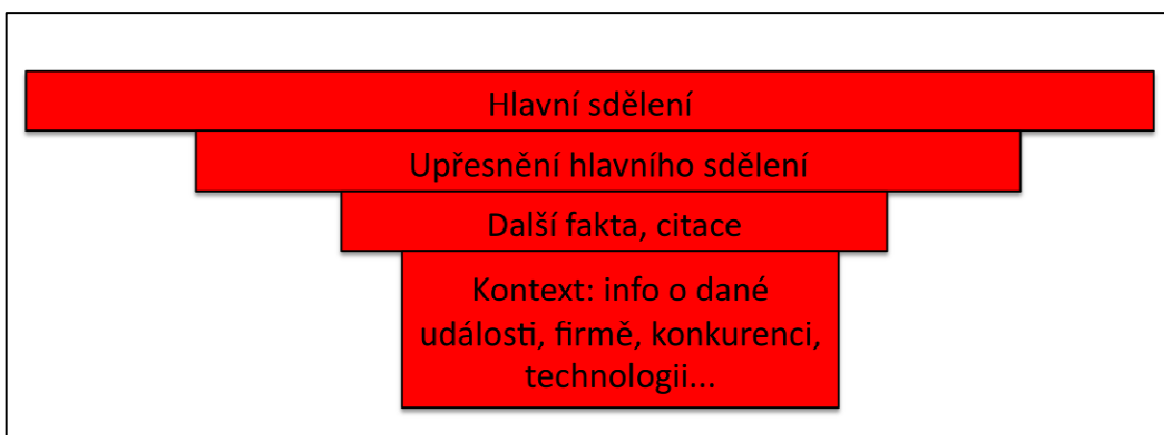 Hlavní sdělení
Upřesnění hlavního sdělení
Další fakta, citace
Kontext: info o dané
události, firmě, konkurenci,
technologii...